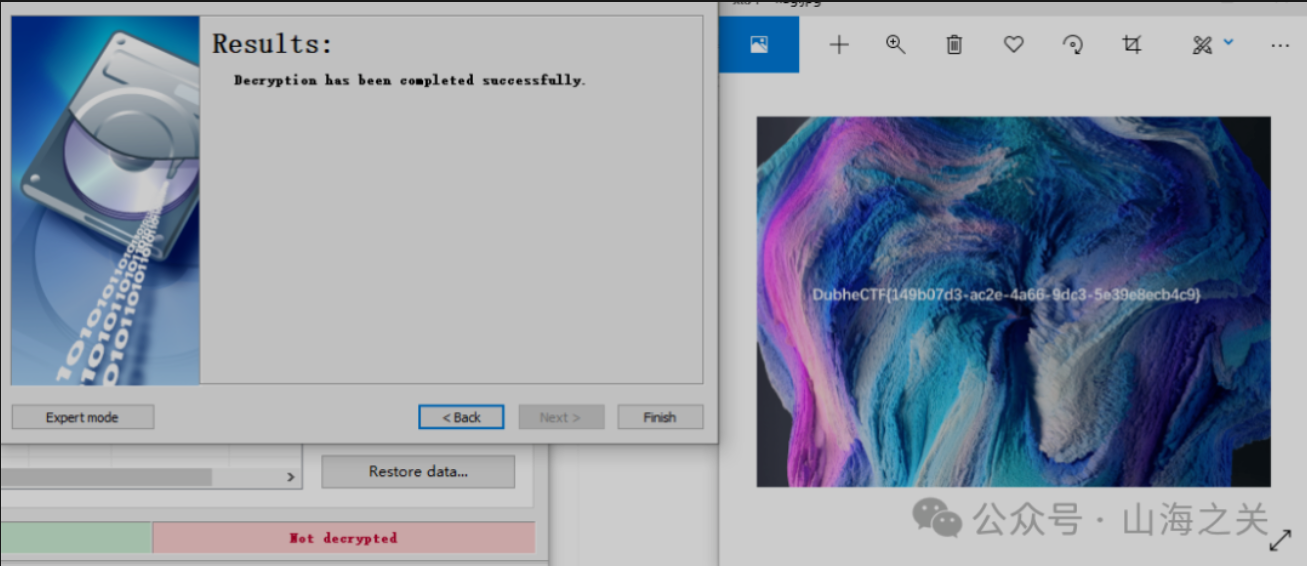 Results:
Decryption has been completed successfully.
Expert mode
< Back
Next >
Finish
Restore data...
Not decrypted
DubheCTF{149b07d3-ac2e-4a66-9dc3-5e39e8ecb4c9}
公众号 · 山海之关